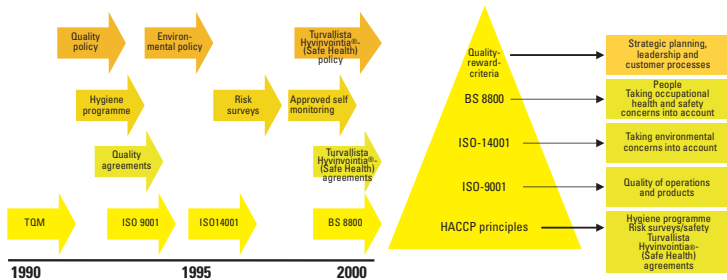 Quality
policy
Environ-
mental policy
Turvallista
Hyvinvointia®-
(Safe Health)
policy
Hygiene
programme
Risk
surveys
Approved self
monitoring
Quality
agreements
Turvallista
Hyvinvointia®-
(Safe Health)
agreements
TQM
ISO 9001
ISO14001
BS 8800
1990
1995
2000
Quality-
reward-
criteria
BS 8800
ISO-14001
ISO-9001
HACCP principles
Strategic planning,
leadership and
customer processes
People
Taking occupational
health and safety
concerns into account
Taking environmental
concerns into account
Quality of operations
and products
Hygiene programme
Risk surveys/safety
Turvallista
Hyvinvointia®-
(Safe Health)
agreements